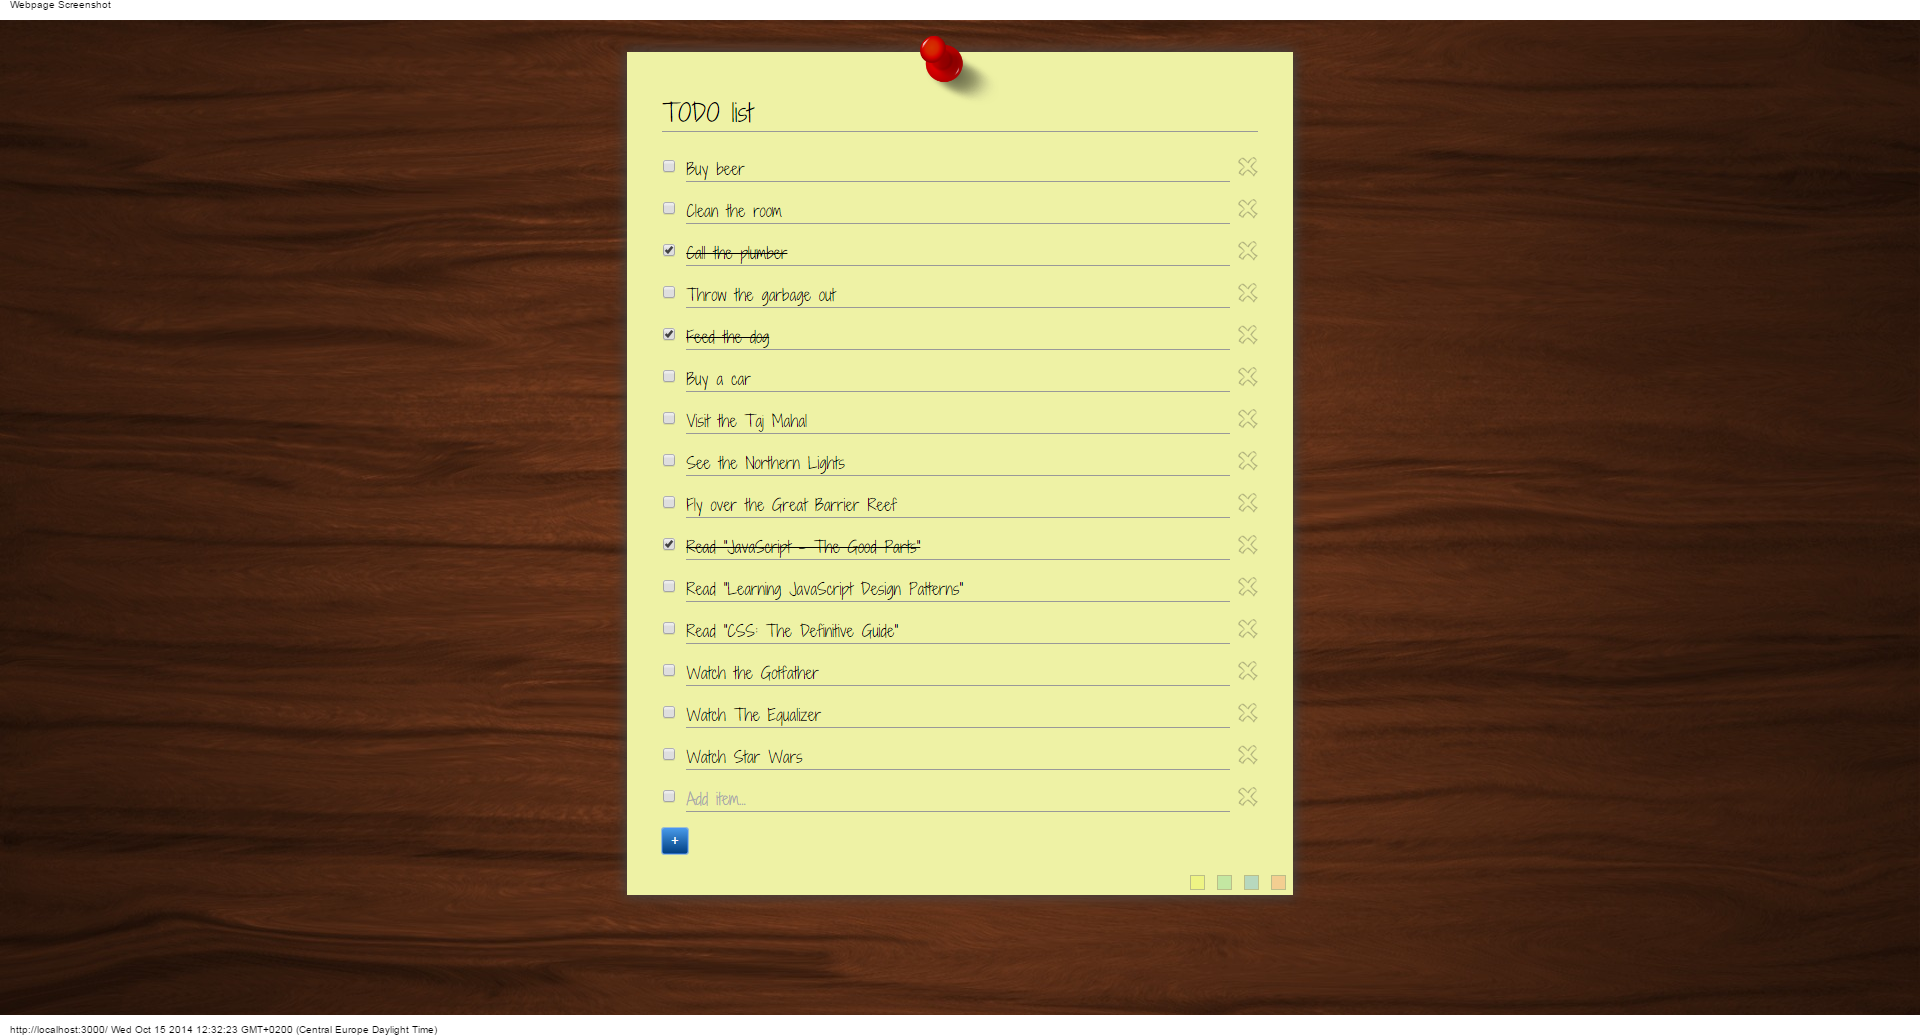 Webpage Screenshot
TODO list
Buy beer
Clean the room
Call the plumber
Throw the garbage out
Feed the dog
Buy a car
Visit the Taj Mahal
See the Northern Lights
Fly over the Great Barrier Reef
Read "JavaScript - The Good Parts"
Read "Learning JavaScript Design Patterns"
Read "CSS: The Definitive Guide"
Watch the Gotfather
Watch The Equalizer
Watch Star Wars
Add item...
+
http://localhost:3000/ Wed Oct 15 2014 12:32:23 GMT+0200 (Central Europe Daylight Time)